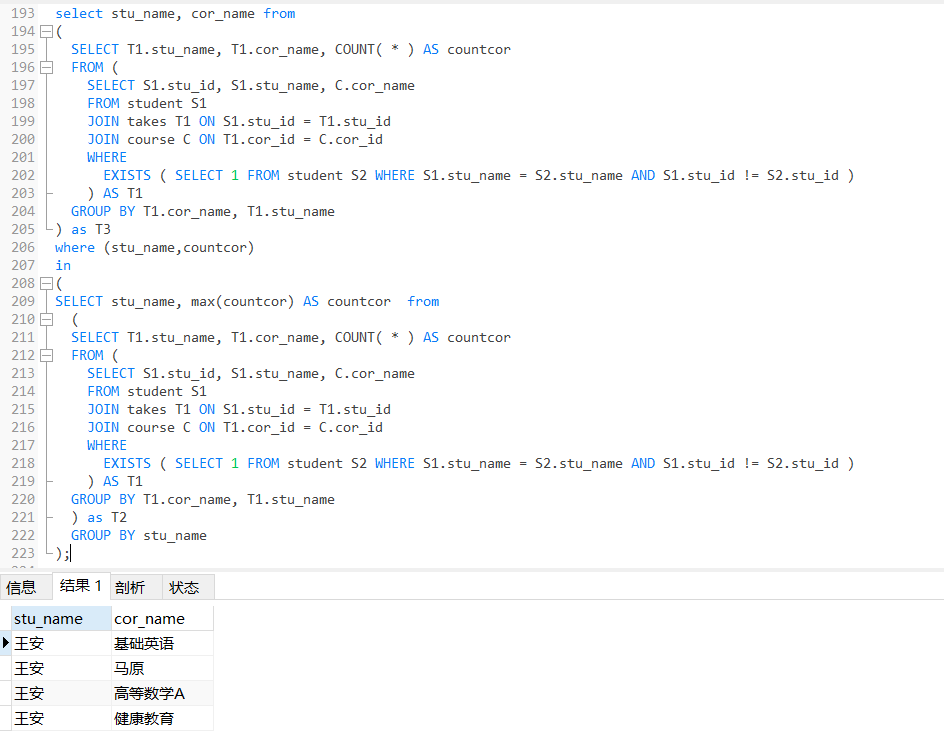 193 select stu_name, cor_name from
194 (
195 SELECT T1.stu_name, T1.cor_name, COUNT( * ) AS countcor
196 FROM (
197 SELECT S1.stu_id, S1.stu_name, C.cor_name
198 FROM student S1
199 JOIN takes T1 ON S1.stu_id = T1.stu_id
200 JOIN course C ON T1.cor_id = C.cor_id
201 WHERE
202 EXISTS ( SELECT 1 FROM student S2 WHERE S1.stu_name = S2.stu_name AND S1.stu_id != S2.stu_id )
203 ) AS T1
204 GROUP BY T1.cor_name, T1.stu_name
205 ) as T3
206 where (stu_name,countcor)
207 in
208 (
209 SELECT stu_name, max(countcor) AS countcor  from
210 (
211 SELECT T1.stu_name, T1.cor_name, COUNT( * ) AS countcor
212 FROM (
213 SELECT S1.stu_id, S1.stu_name, C.cor_name
214 FROM student S1
215 JOIN takes T1 ON S1.stu_id = T1.stu_id
216 JOIN course C ON T1.cor_id = C.cor_id
217 WHERE
218 EXISTS ( SELECT 1 FROM student S2 WHERE S1.stu_name = S2.stu_name AND S1.stu_id != S2.stu_id )
219 ) AS T1
220 GROUP BY T1.cor_name, T1.stu_name
221 ) as T2
222 GROUP BY stu_name
223 );
信息 结果 1 剖析 状态
stu_name cor_name
王安 基础英语
王安 马原
王安 高等数学A
王安 健康教育